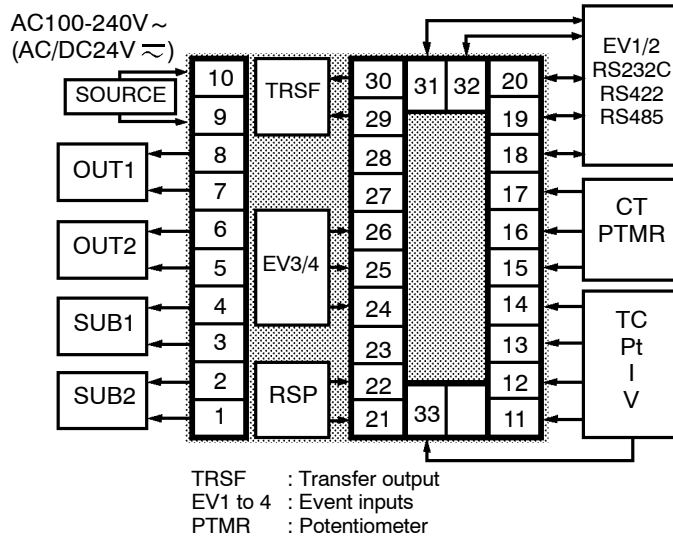 AC100-240V ~
(AC/DC24V ⎓)
SOURCE
OUT1
OUT2
SUB1
SUB2
10
9
8
7
6
5
4
3
2
1
TRSF
EV3/4
RSP
30
29
28
27
26
25
24
23
22
21
31 32
33
20
19
18
17
16
15
14
13
12
11
EV1/2
RS232C
RS422
RS485
CT
PTMR
TC
Pt
I
V
TRSF : Transfer output
EV1 to 4 : Event inputs
PTMR : Potentiometer